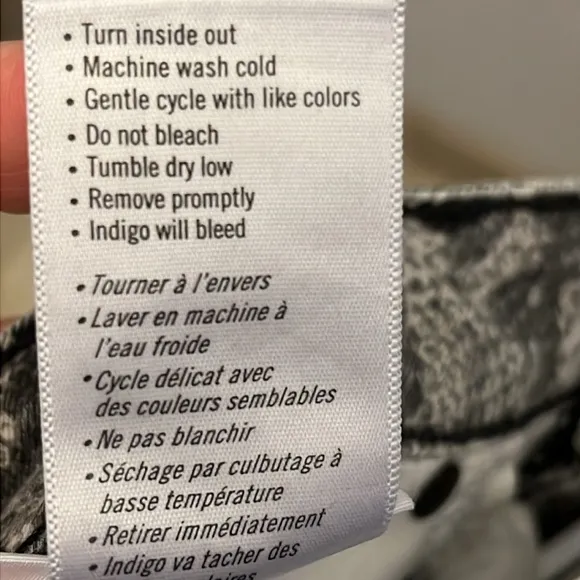 • Turn inside out
• Machine wash cold
• Gentle cycle with like colors
• Do not bleach
• Tumble dry low
• Remove promptly
• Indigo will bleed
• Tourner à l'envers
• Laver en machine à
l'eau froide
• Cycle délicat avec
des couleurs semblables
• Ne pas blanchir
• Séchage par culbutage à
basse température
• Retirer immédiatement
• Indigo va tacher des